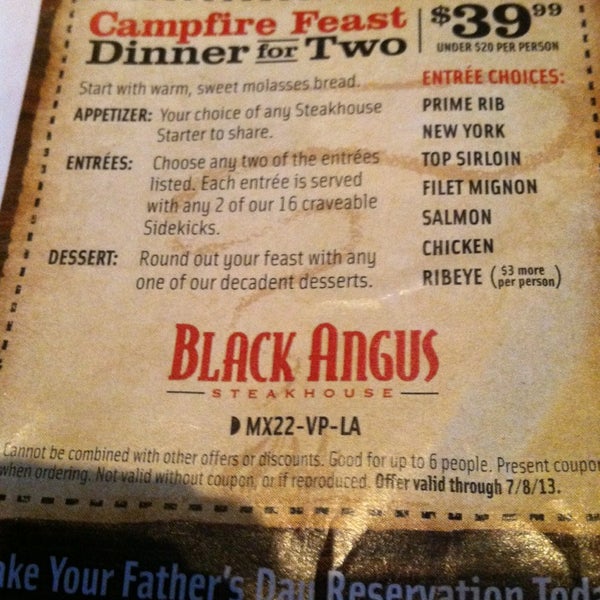 Campfire Feast
Dinner for Two
$39.99
UNDER $20 PER PERSON
Start with warm, sweet molasses bread.
APPETIZER: Your choice of any Steakhouse
Starter to share.
ENTRÉES: Choose any two of the entrées
listed. Each entrée is served
with any 2 of our 16 craveable
Sidekicks.
DESSERT: Round out your feast with any
one of our decadent desserts.
ENTRÉE CHOICES:
PRIME RIB
NEW YORK
TOP SIRLOIN
FILET MIGNON
SALMON
CHICKEN
RIBEYE ($3 more
per person)
BLACK ANGUS
STEAKHOUSE
MX22-VP-LA
Cannot be combined with other offers or discounts. Good for up to 6 people. Present coupon
when ordering. Not valid without coupon, or if reproduced. Offer valid through 7/8/13.
ake Your Father's Day Reservation Toda